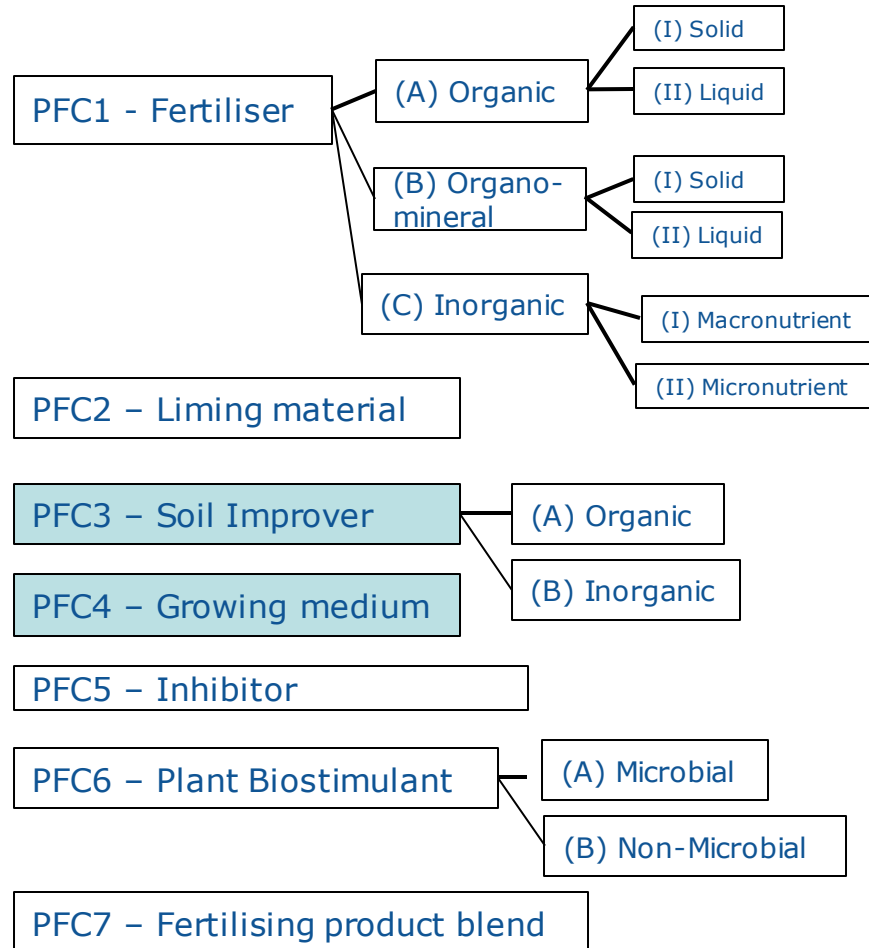 PFC1 - Fertiliser
(A) Organic
(I) Solid
(II) Liquid
(B) Organo-
mineral
(I) Solid
(II) Liquid
(C) Inorganic
(I) Macronutrient
(II) Micronutrient
PFC2 – Liming material
PFC3 – Soil Improver
(A) Organic
(B) Inorganic
PFC4 – Growing medium
PFC5 – Inhibitor
PFC6 – Plant Biostimulant
(A) Microbial
(B) Non-Microbial
PFC7 – Fertilising product blend